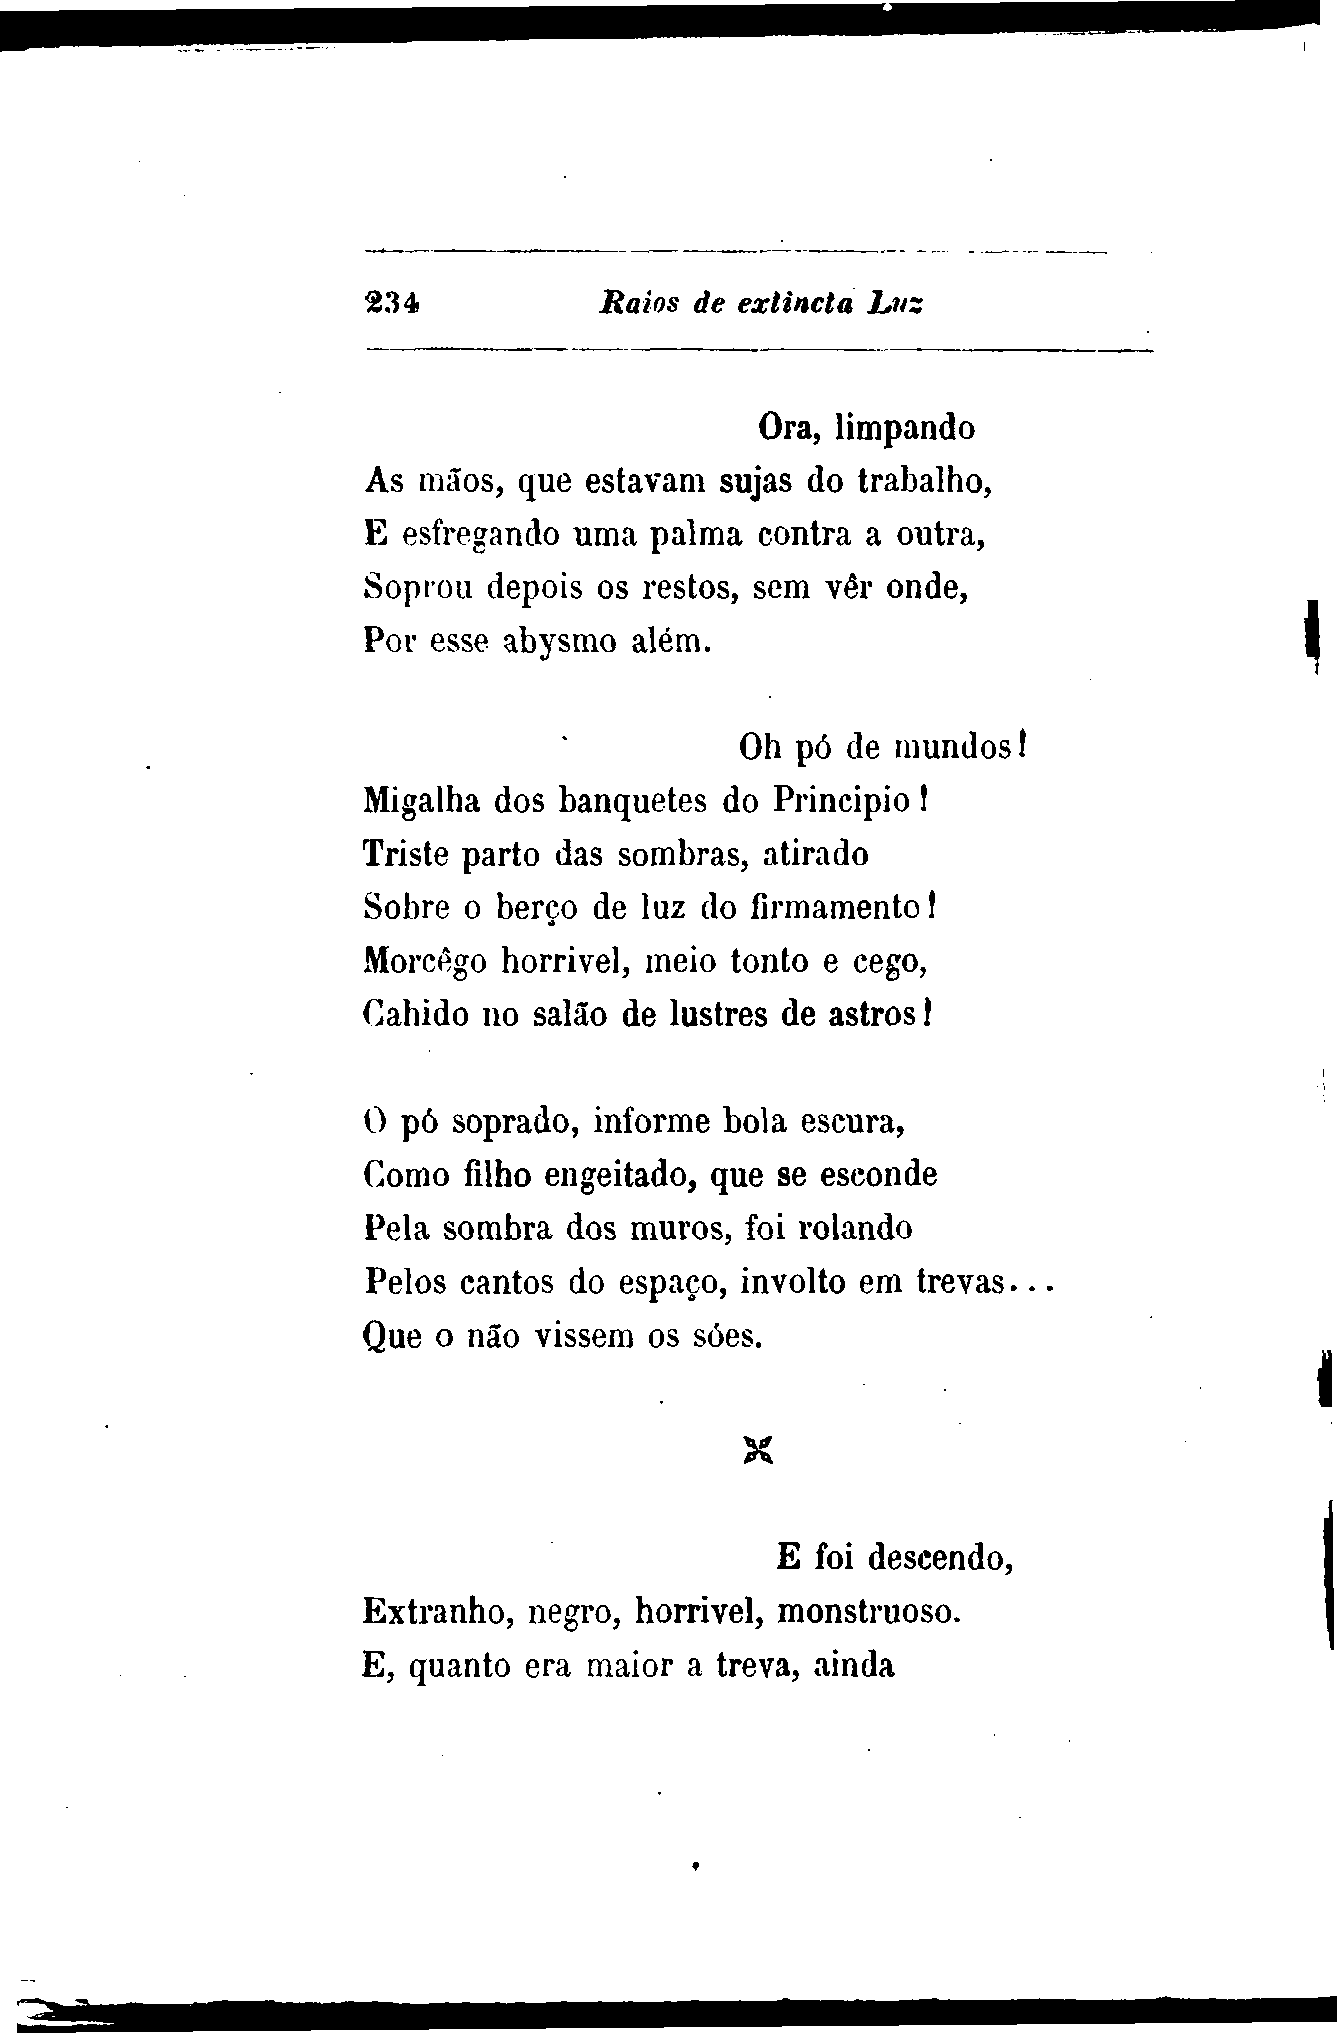 234 Raios de extincta Luz
Ora, limpando
As mãos, que estavam sujas do trabalho,
E esfregando uma palma contra a outra,
Soprou depois os restos, sem vêr onde,
Por esse abysmo além.
Oh pó de mundos!
Migalha dos banquetes do Principio!
Triste parto das sombras, atirado
Sobre o berço de luz do firmamento!
Morcêgo horrivel, meio tonto e cego,
Cahido no salão de lustres de astros!
O pó soprado, informe bola escura,
Como filho engeitado, que se esconde
Pela sombra dos muros, foi rolando
Pelos cantos do espaço, involto em trevas...
Que o não vissem os sóes.
E foi descendo,
Extranho, negro, horrivel, monstruoso.
E, quanto era maior a treva, ainda